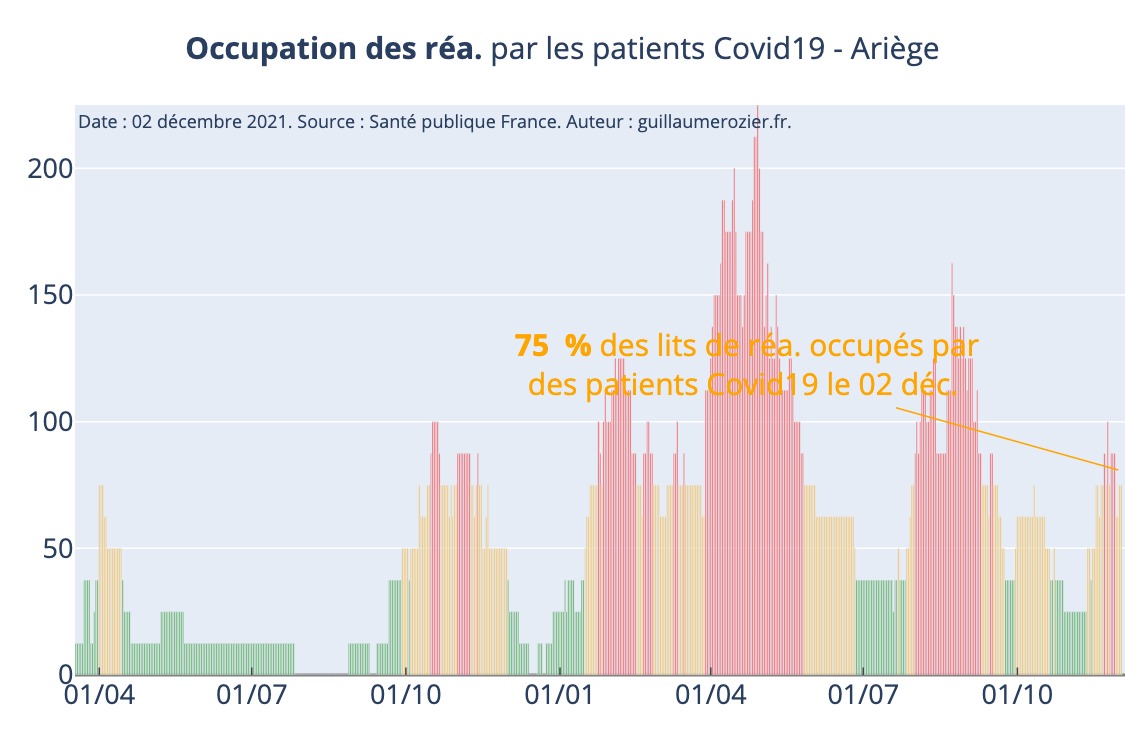 Occupation des réa. par les patients Covid19 - Ariège
Date : 02 décembre 2021. Source : Santé publique France. Auteur : guillaumerozier.fr.
200
150
75 % des lits de réa. occupés par
des patients Covid19 le 02 déc.
100
50
0
01/04 01/07 01/10 01/01 01/04 01/07 01/10